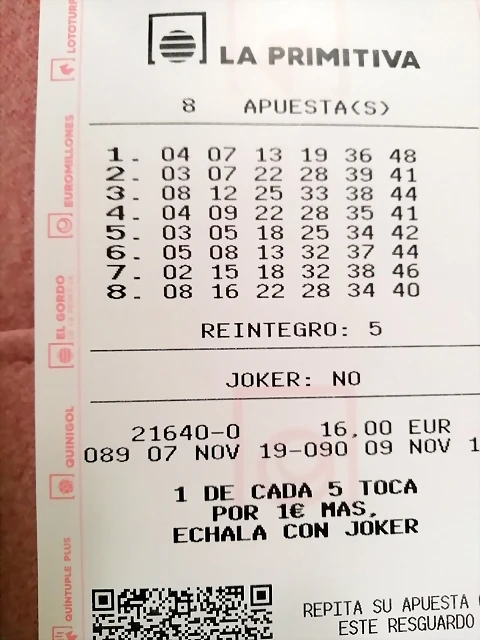 LA PRIMITIVA
8 APUESTA(S)
1. 04 07 13 19 36 48
2. 03 07 22 28 39 41
3. 08 12 25 33 38 44
4. 04 09 22 28 35 41
5. 03 05 18 25 34 42
6. 05 08 13 32 37 44
7. 02 15 18 32 38 46
8. 08 16 22 28 34 40
REINTEGRO: 5
JOKER: NO
21640-0 16,00 EUR
089 07 NOV 19-090 09 NOV 1
1 DE CADA 5 TOCA
POR 1€ MAS,
ECHALA CON JOKER
REPITA SU APUESTA
ESTE RESGUARDO
LOTOTURF
EUROMILLONES
EL GORDO
DE LA PRIMITIVA
QUINIGOL
QUÍNTUPLE PLUS